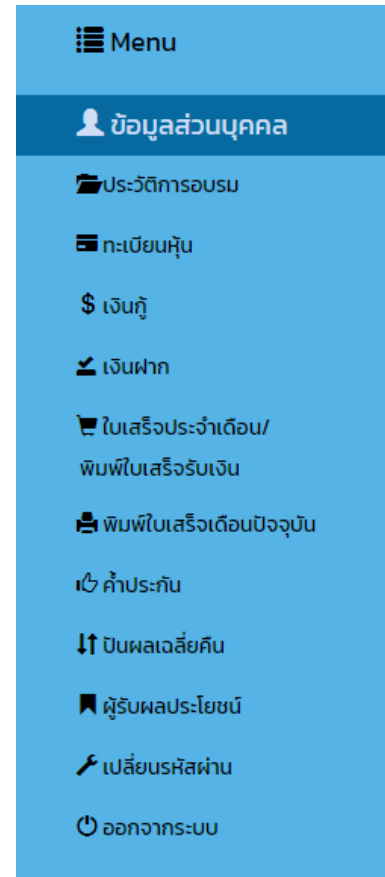 Menu
ข้อมูลส่วนบุคคล
ประวัติการอบรม
ทะเบียนหุ้น
$ เงินกู้
เงินฝาก
ใบเสร็จประจำเดือน/
พิมพ์ใบเสร็จรับเงิน
พิมพ์ใบเสร็จเดือนปัจจุบัน
ค้ำประกัน
ปันผลเฉลี่ยคืน
ผู้รับผลประโยชน์
เปลี่ยนรหัสผ่าน
ออกจากระบบ